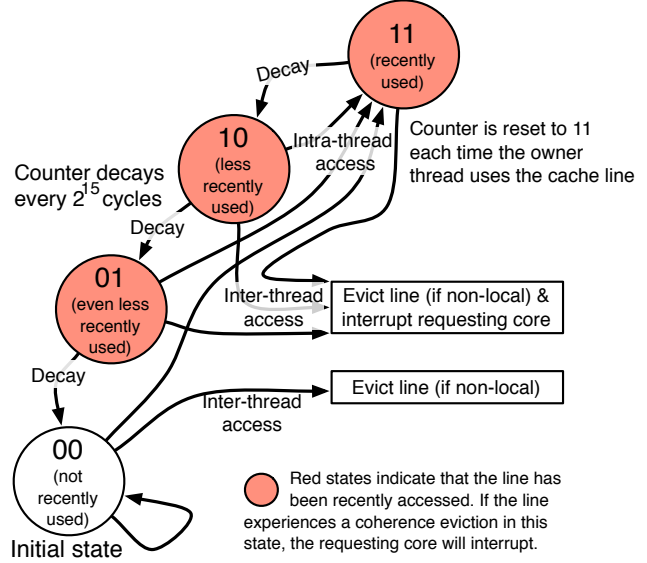 11
(recently
used)
Decay
10
(less
recently
used)
Intra-thread
access
Counter is reset to 11
each time the owner
thread uses the cache line
Counter decays
every 2^15 cycles
Decay
01
(even less
recently
used)
Inter-thread
access
Evict line (if non-local) &
interrupt requesting core
Decay
Evict line (if non-local)
Inter-thread
access
00
(not
recently
used)
Initial state
Red states indicate that the line has
been recently accessed. If the line
experiences a coherence eviction in this
state, the requesting core will interrupt.